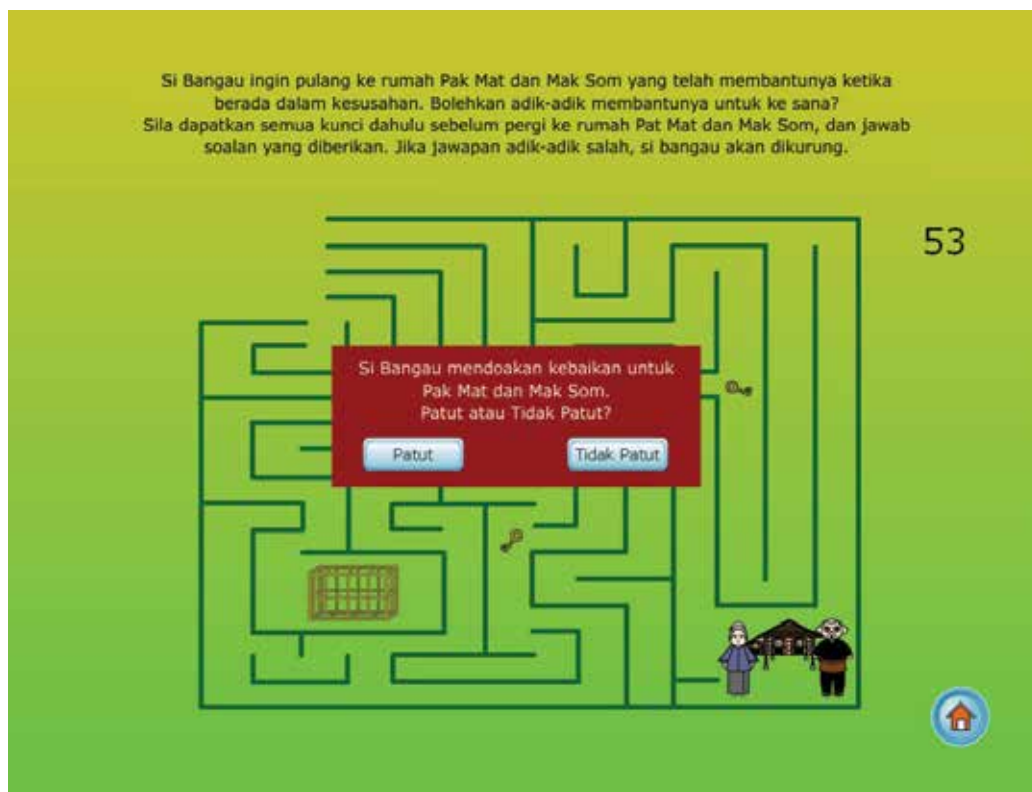 Si Bangau ingin pulang ke rumah Pak Mat dan Mak Som yang telah membantunya ketika
berada dalam kesusahan. Bolehkan adik-adik membantunya untuk ke sana?
Sila dapatkan semua kunci dahulu sebelum pergi ke rumah Pat Mat dan Mak Som, dan jawab
soalan yang diberikan. Jika jawapan adik-adik salah, si bangau akan dikurung.
53
Si Bangau mendoakan kebaikan untuk
Pak Mat dan Mak Som.
Patut atau Tidak Patut?
Patut
Tidak Patut